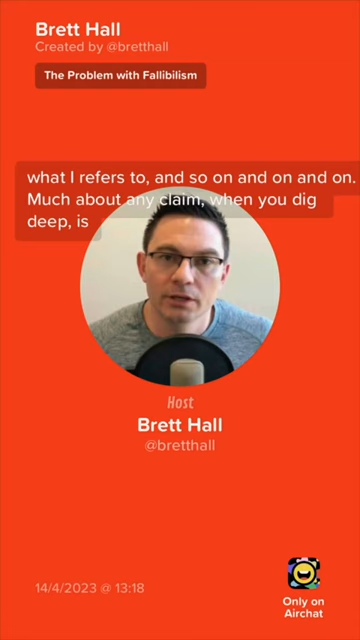 Brett Hall
Created by @bretthall
The Problem with Fallibilism
what I refers to, and so on and on and on.
Much about any claim, when you dig
deep, is
Host
Brett Hall
@bretthall
14/4/2023 @ 13:18
Only on
Airchat